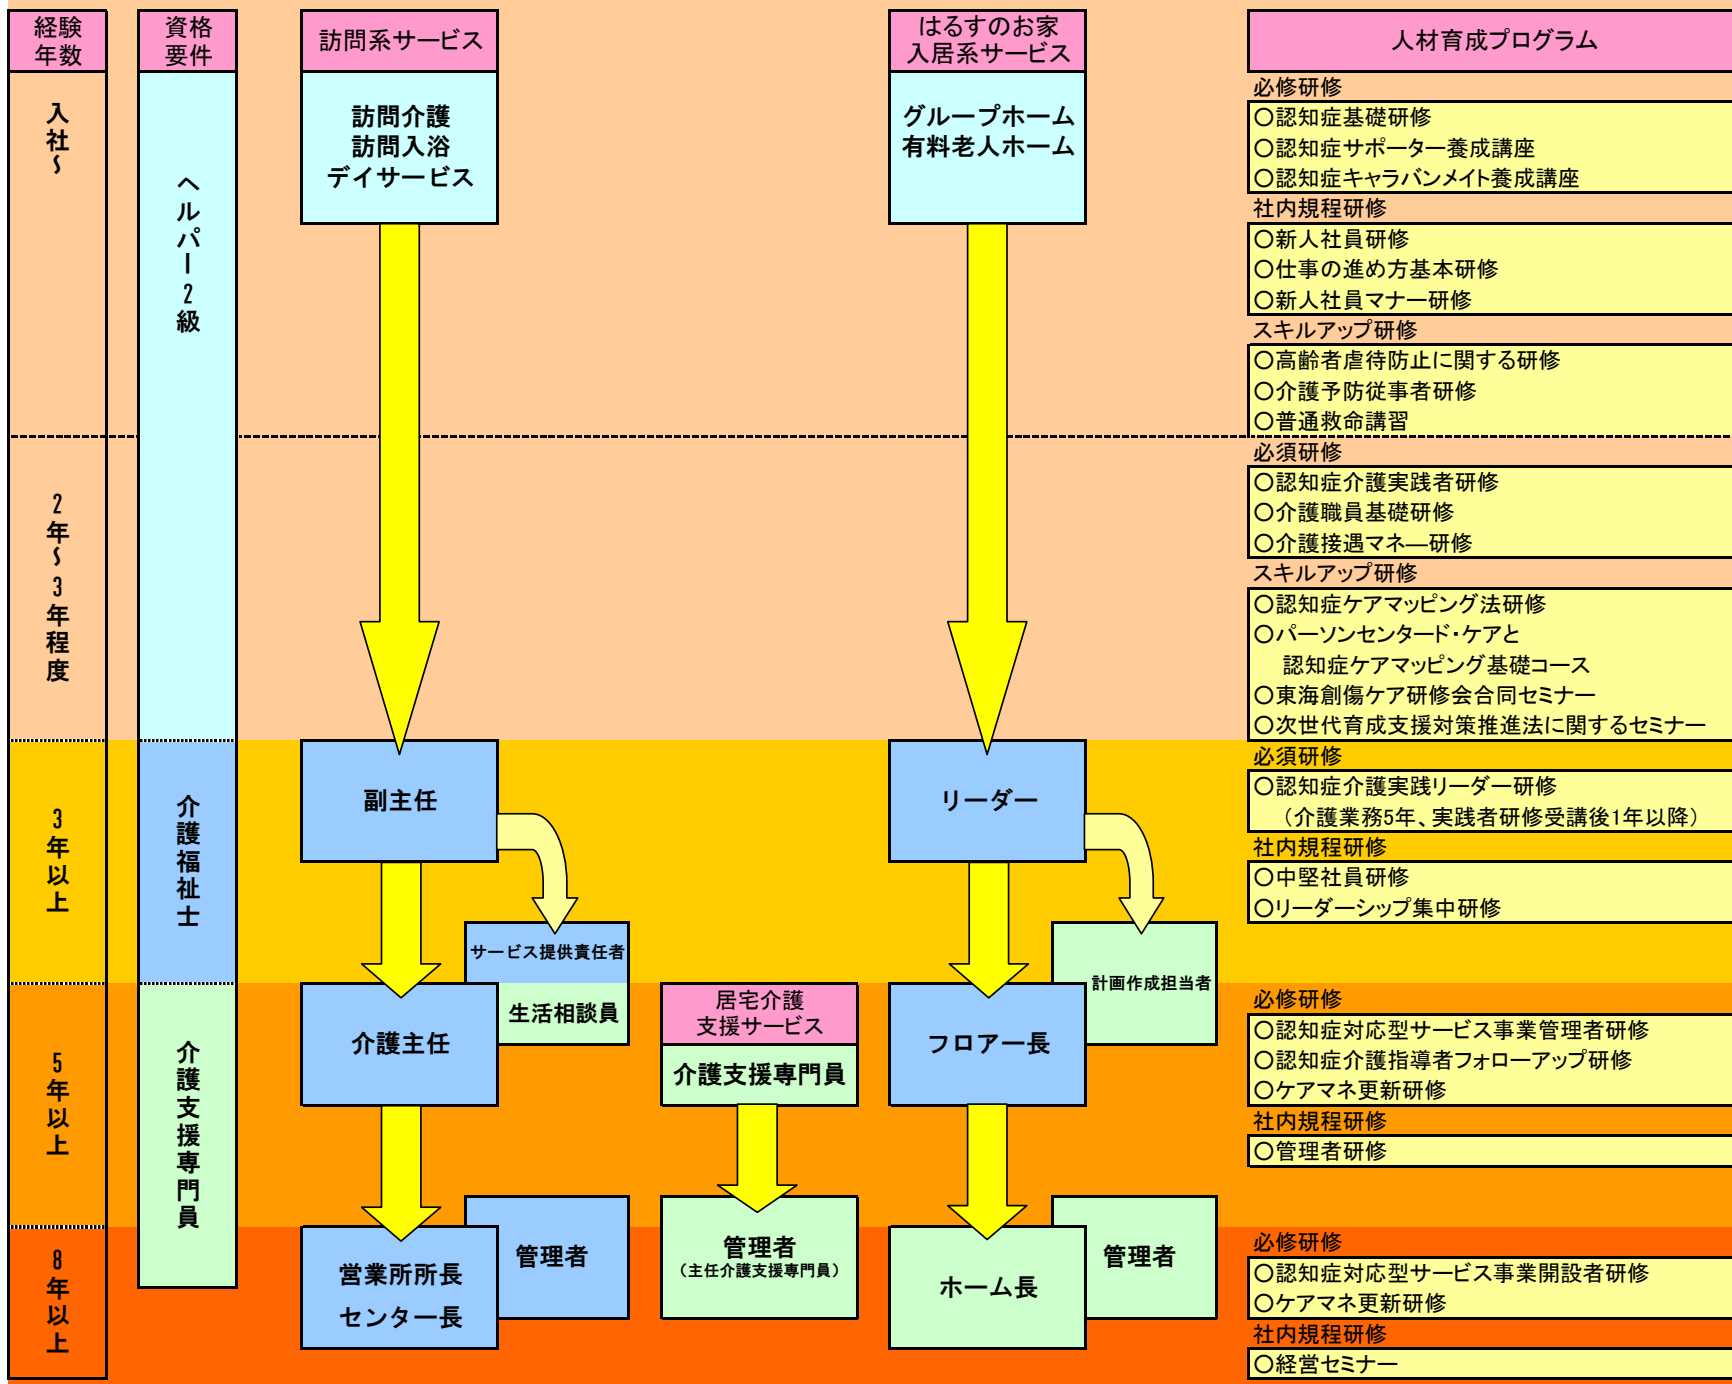 経験
年数
資格
要件
訪問系サービス
はるすのお家
入居系サービス
人材育成プログラム
入社~
ヘルパー2級
訪問介護
訪問入浴
デイサービス
グループホーム
有料老人ホーム
必修研修
○認知症基礎研修
○認知症サポーター養成講座
○認知症キャラバンメイト養成講座
社内規程研修
○新人社員研修
○仕事の進め方基本研修
○新人社員マナー研修
スキルアップ研修
○高齢者虐待防止に関する研修
○介護予防従事者研修
○普通救命講習
2年~3年程度
必須研修
○認知症介護実践者研修
○介護職員基礎研修
○介護接遇マネ―研修
スキルアップ研修
○認知症ケアマッピング法研修
○パーソンセンタード・ケアと
認知症ケアマッピング基礎コース
○東海創傷ケア研修会合同セミナー
○次世代育成支援対策推進法に関するセミナー
3年以上
介護福祉士
副主任
リーダー
サービス提供責任者
計画作成担当者
必須研修
○認知症介護実践リーダー研修
(介護業務5年、実践者研修受講後1年以降)
社内規程研修
○中堅社員研修
○リーダーシップ集中研修
5年以上
介護支援専門員
介護主任
生活相談員
居宅介護
支援サービス
介護支援専門員
フロアー長
必修研修
○認知症対応型サービス事業管理者研修
○認知症介護指導者フォローアップ研修
○ケアマネ更新研修
社内規程研修
○管理者研修
8年以上
営業所所長
センター長
管理者
管理者
(主任介護支援専門員)
ホーム長
管理者
必修研修
○認知症対応型サービス事業開設者研修
○ケアマネ更新研修
社内規程研修
○経営セミナー